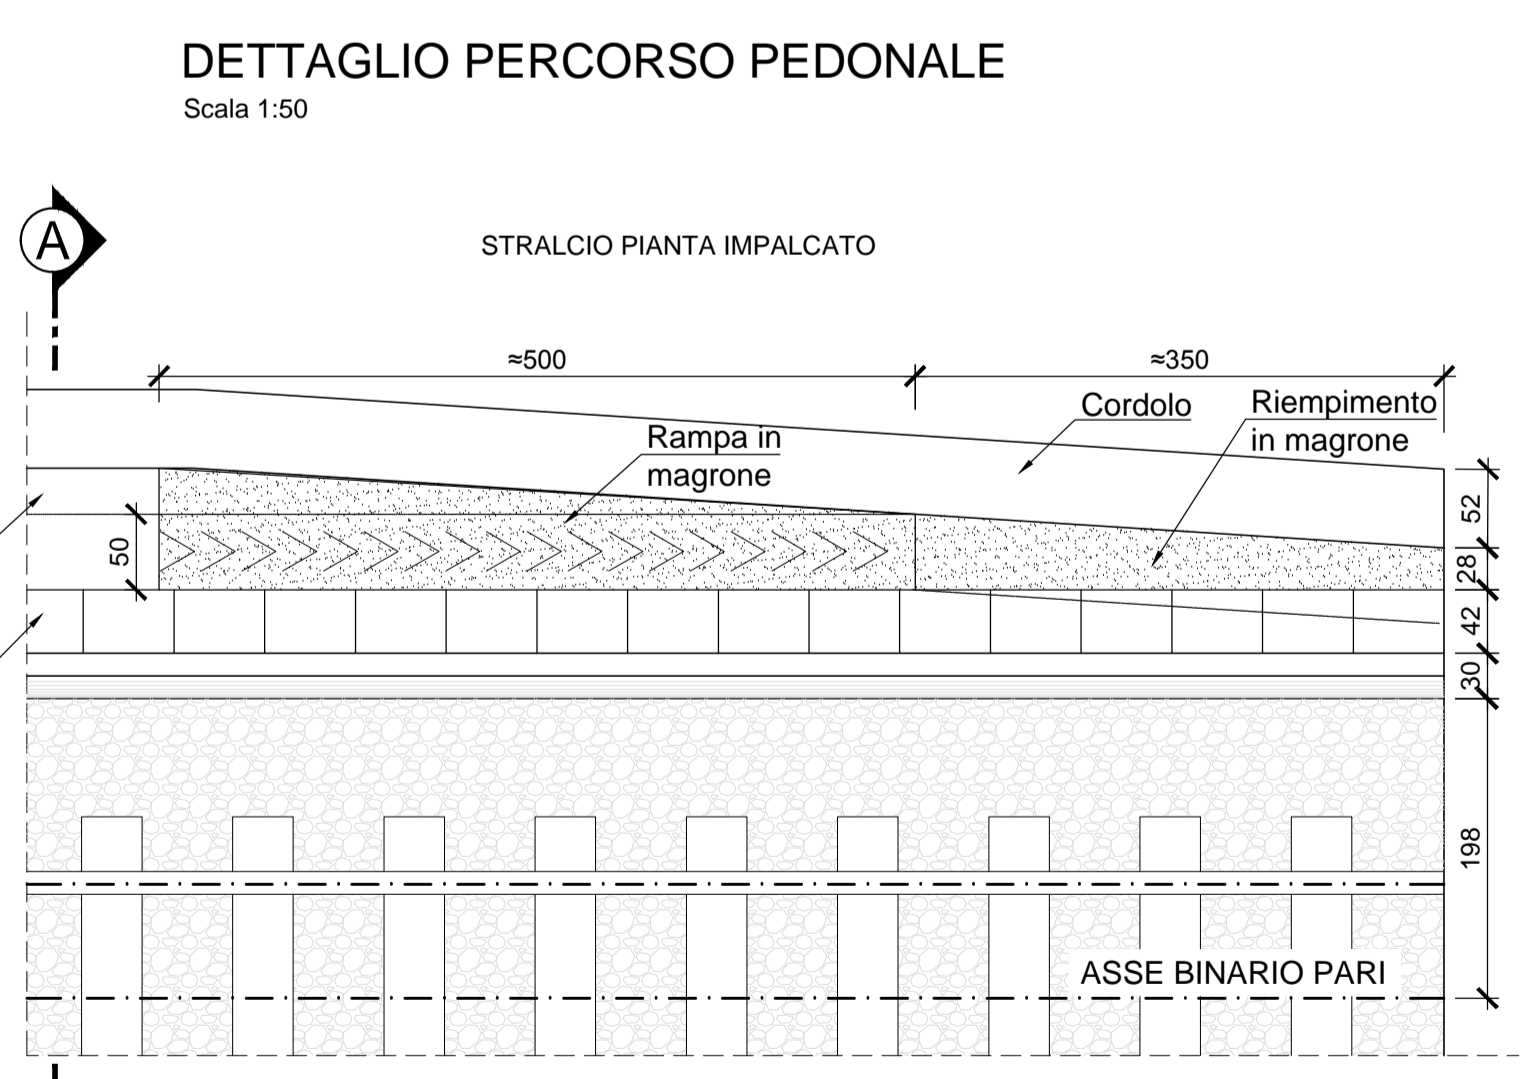 DETTAGLIO PERCORSO PEDONALE
Scala 1:50
A
STRALCIO PIANTA IMPALCATO
≈500
≈350
Cordolo
Riempimento
in magrone
Rampa in
magrone
50
52
28
42
30
198
ASSE BINARIO PARI